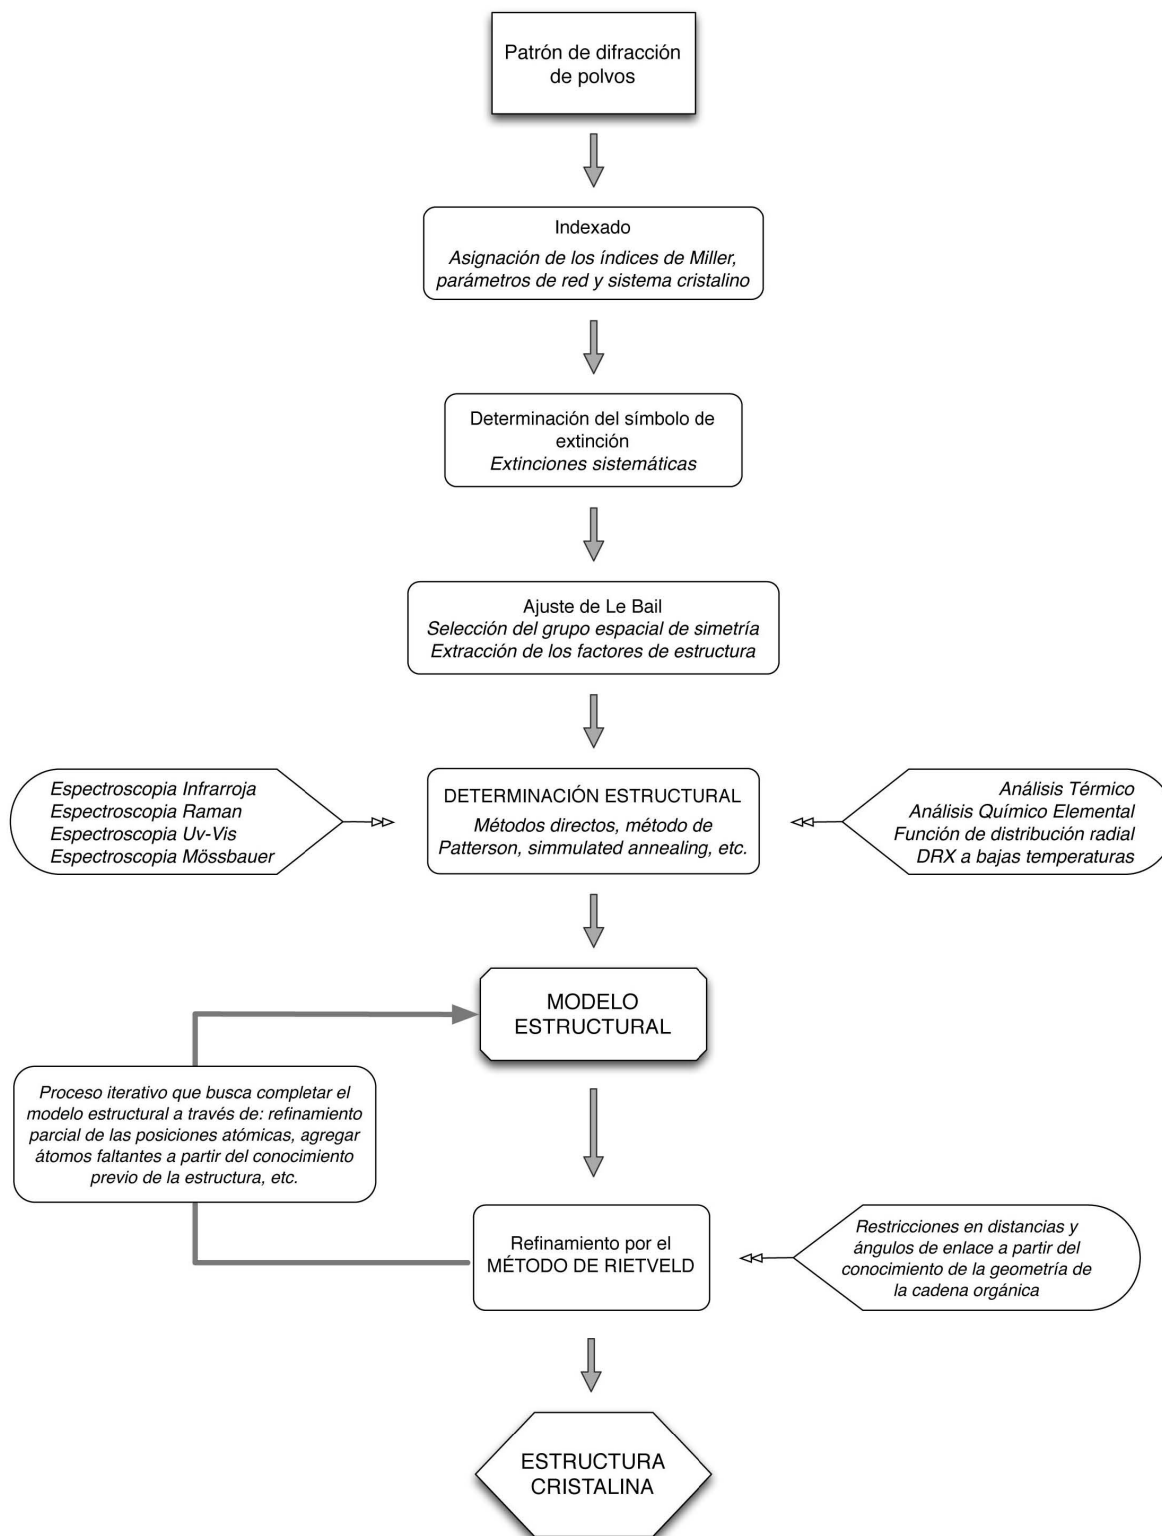 Patrón de difracción
de polvos
Indexado
Asignación de los índices de Miller,
parámetros de red y sistema cristalino
Determinación del símbolo de
extinción
Extinciones sistemáticas
Ajuste de Le Bail
Selección del grupo espacial de simetría
Extracción de los factores de estructura
Espectroscopia Infrarroja
Espectroscopia Raman
Espectroscopia Uv-Vis
Espectroscopia Mössbauer
DETERMINACIÓN ESTRUCTURAL
Métodos directos, método de
Patterson, simmulated annealing, etc.
Análisis Térmico
Análisis Químico Elemental
Función de distribución radial
DRX a bajas temperaturas
MODELO
ESTRUCTURAL
Proceso iterativo que busca completar el
modelo estructural a través de: refinamiento
parcial de las posiciones atómicas, agregar
átomos faltantes a partir del conocimiento
previo de la estructura, etc.
Refinamiento por el
MÉTODO DE RIETVELD
Restricciones en distancias y
ángulos de enlace a partir del
conocimiento de la geometría de
la cadena orgánica
ESTRUCTURA
CRISTALINA